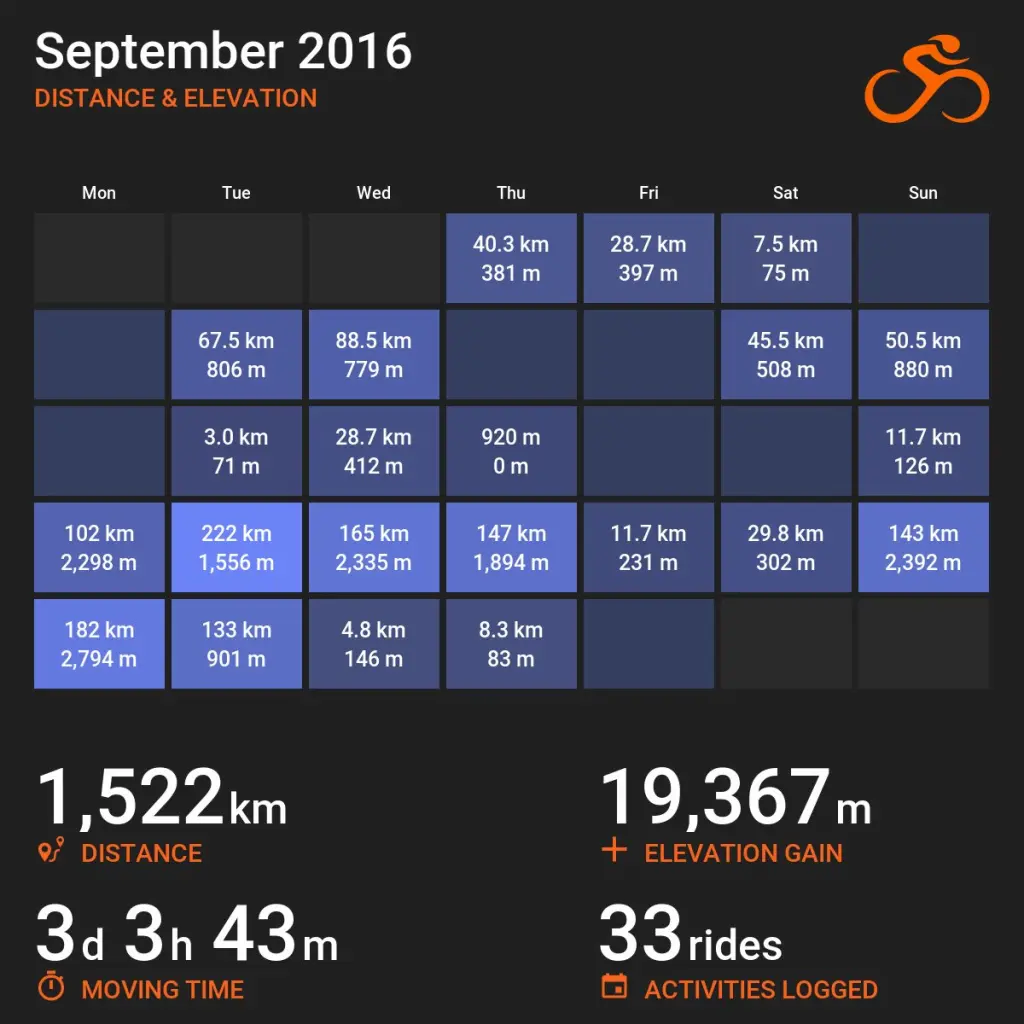 September 2016
DISTANCE & ELEVATION
Mon Tue Wed Thu Fri Sat Sun
40.3 km 28.7 km 7.5 km
381 m 397 m 75 m
67.5 km 88.5 km 45.5 km 50.5 km
806 m 779 m 508 m 880 m
3.0 km 28.7 km 920 m 11.7 km
71 m 412 m 0 m 126 m
102 km 222 km 165 km 147 km 11.7 km 29.8 km 143 km
2,298 m 1,556 m 2,335 m 1,894 m 231 m 302 m 2,392 m
182 km 133 km 4.8 km 8.3 km
2,794 m 901 m 146 m 83 m
1,522 km 19,367 m
DISTANCE ELEVATION GAIN
3d 3h 43m 33 rides
MOVING TIME ACTIVITIES LOGGED